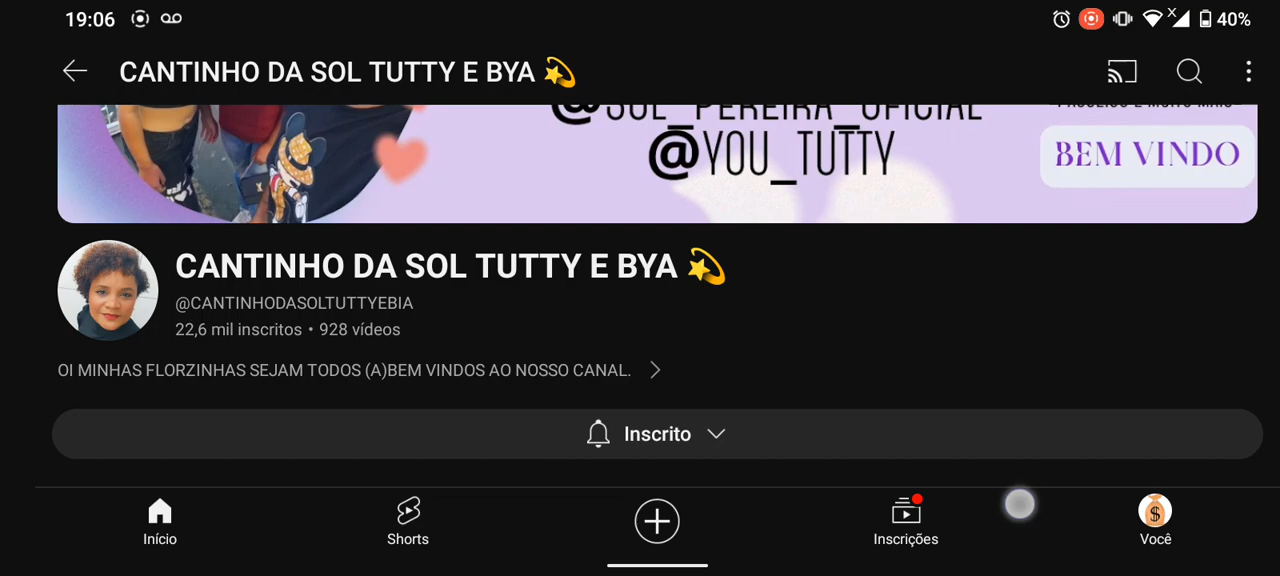 19:06
40%
CANTINHO DA SOL TUTTY E BYA 💫
@SOL_PEREIRA_OFICIAL
@YOU_TUTTY
BEM VINDO
CANTINHO DA SOL TUTTY E BYA 💫
@CANTINHODASOLTUTTYEBIA
22,6 mil inscritos • 928 vídeos
OI MINHAS FLORZINHAS SEJAM TODOS (A)BEM VINDOS AO NOSSO CANAL.
Inscrito
Início
Shorts
Inscrições
Você